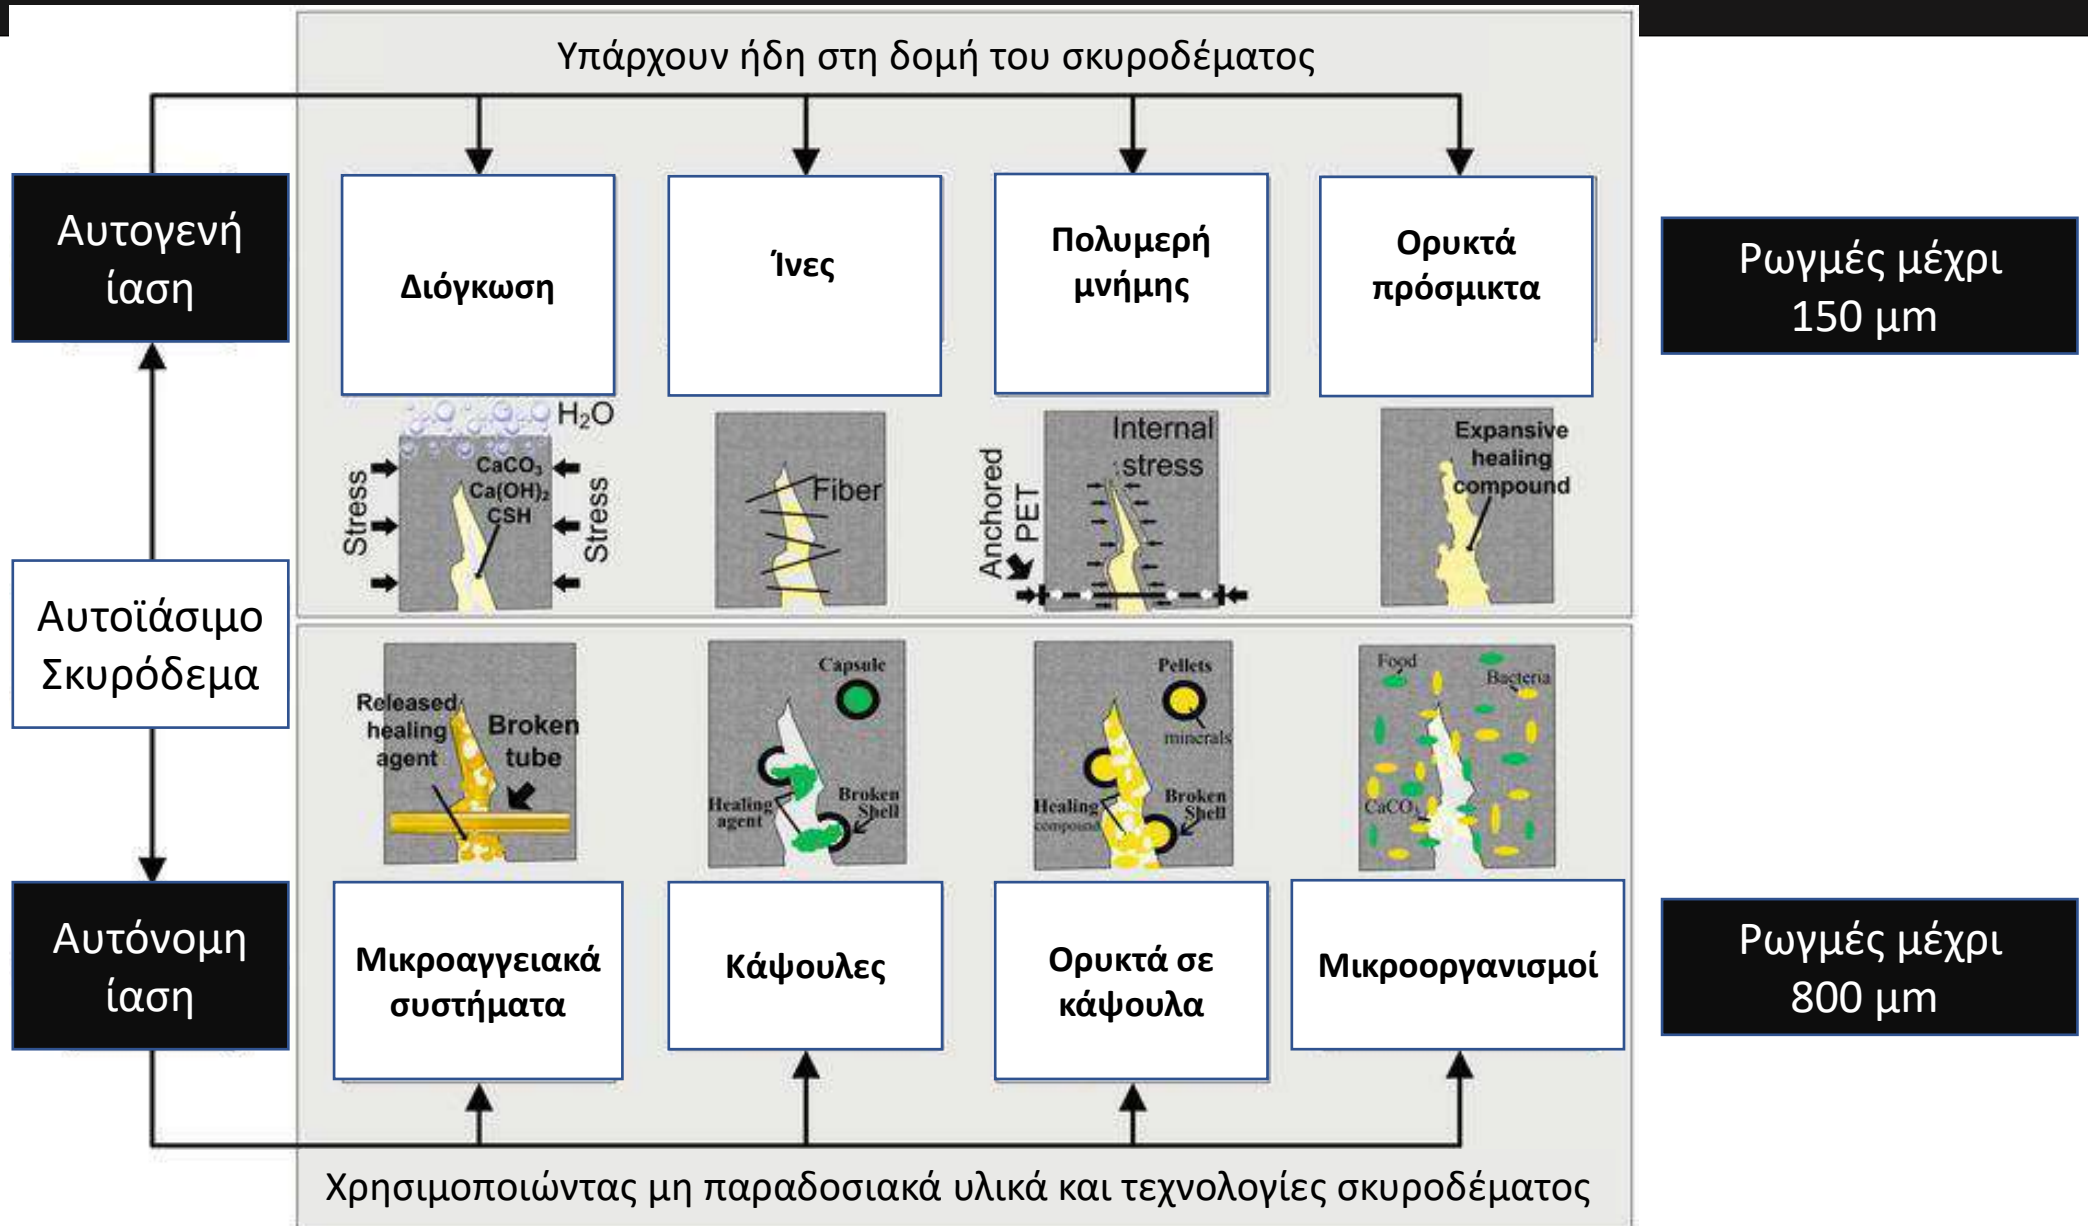 Υπάρχουν ήδη στη δομή του σκυροδέματος
Αυτογενή
ίαση
Διόγκωση
Ίνες
Πολυμερή
μνήμης
Ορυκτά
πρόσμικτα
Ρωγμές μέχρι
150 μm
H₂O
Stress
CaCO₃
Ca(OH)₂
CSH
Stress
Fiber
Anchored
PET
Internal
stress
Expansive
healing
compound
Αυτοϊάσιμο
Σκυρόδεμα
Released
healing
agent
Broken
tube
Capsule
Healing
agent
Broken
Shell
Pellets
minerals
Healing
compound
Broken
Shell
Food
Bacteria
CaCO₃
Αυτόνομη
ίαση
Μικροαγγειακά
συστήματα
Κάψουλες
Ορυκτά σε
κάψουλα
Μικροοργανισμοί
Ρωγμές μέχρι
800 μm
Χρησιμοποιώντας μη παραδοσιακά υλικά και τεχνολογίες σκυροδέματος